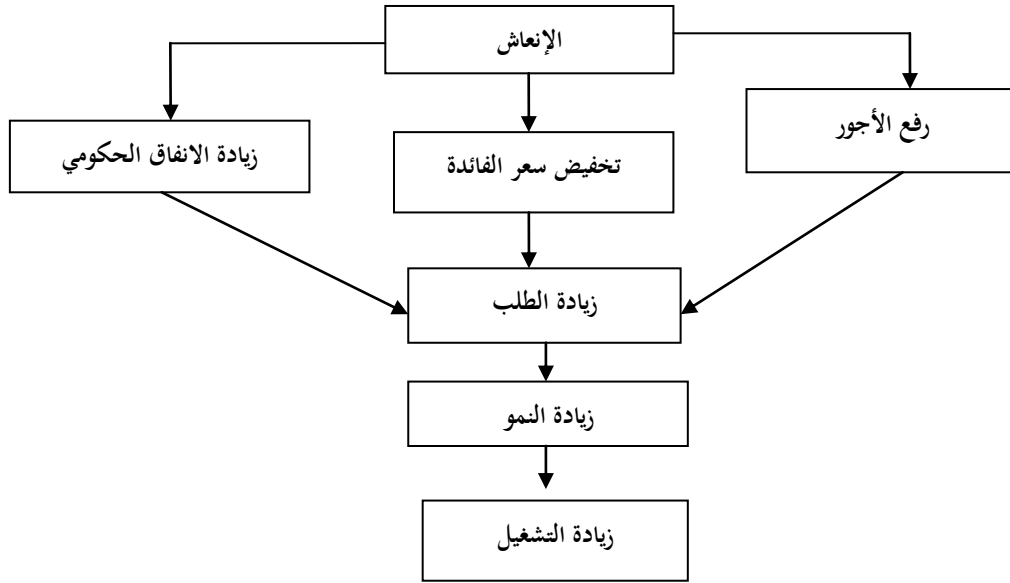 الإنعاش
رفع الأجور
تخفيض سعر الفائدة
زيادة الانفاق الحكومي
زيادة الطلب
زيادة النمو
زيادة التشغيل